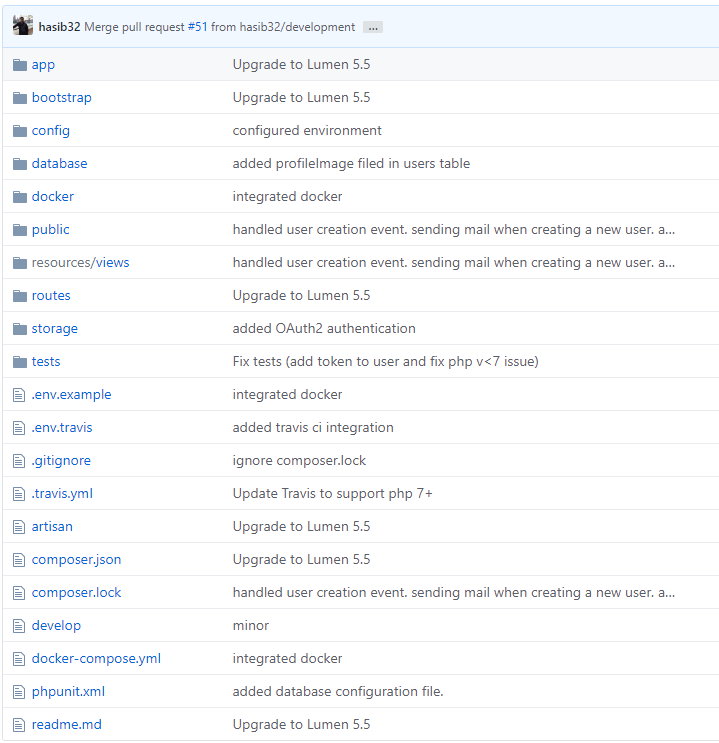 hasib32 Merge pull request #51 from hasib32/development ...
app Upgrade to Lumen 5.5
bootstrap Upgrade to Lumen 5.5
config configured environment
database added profileImage filed in users table
docker integrated docker
public handled user creation event. sending mail when creating a new user. a...
resources/views handled user creation event. sending mail when creating a new user. a...
routes Upgrade to Lumen 5.5
storage added OAuth2 authentication
tests Fix tests (add token to user and fix php v<7 issue)
.env.example integrated docker
.env.travis added travis ci integration
.gitignore ignore composer.lock
.travis.yml Update Travis to support php 7+
artisan Upgrade to Lumen 5.5
composer.json Upgrade to Lumen 5.5
composer.lock handled user creation event. sending mail when creating a new user. a...
develop minor
docker-compose.yml integrated docker
phpunit.xml added database configuration file.
readme.md Upgrade to Lumen 5.5